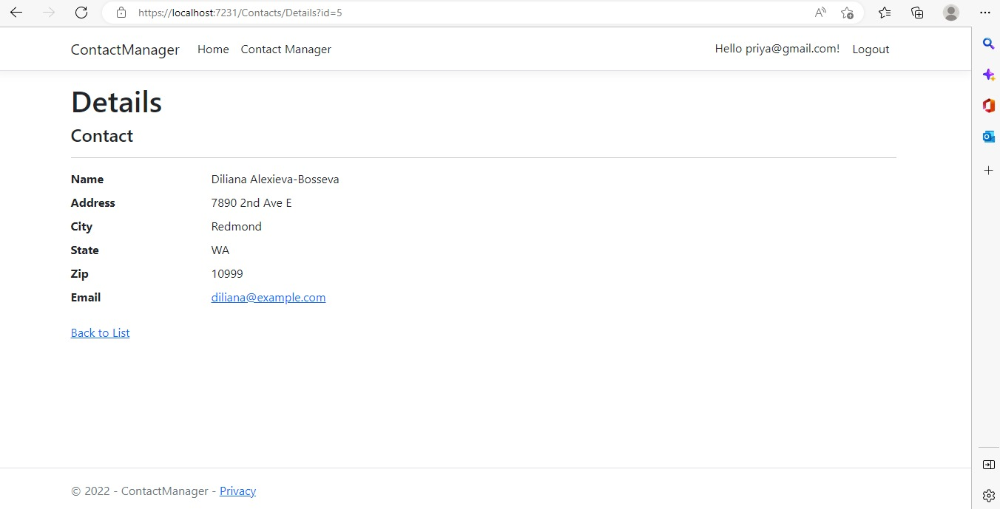 https://localhost:7231/Contacts/Details?id=5
ContactManager Home Contact Manager Hello priya@gmail.com! Logout
Details
Contact
Name Diliana Alexieva-Bosseva
Address 7890 2nd Ave E
City Redmond
State WA
Zip 10999
Email diliana@example.com
Back to List
© 2022 - ContactManager - Privacy